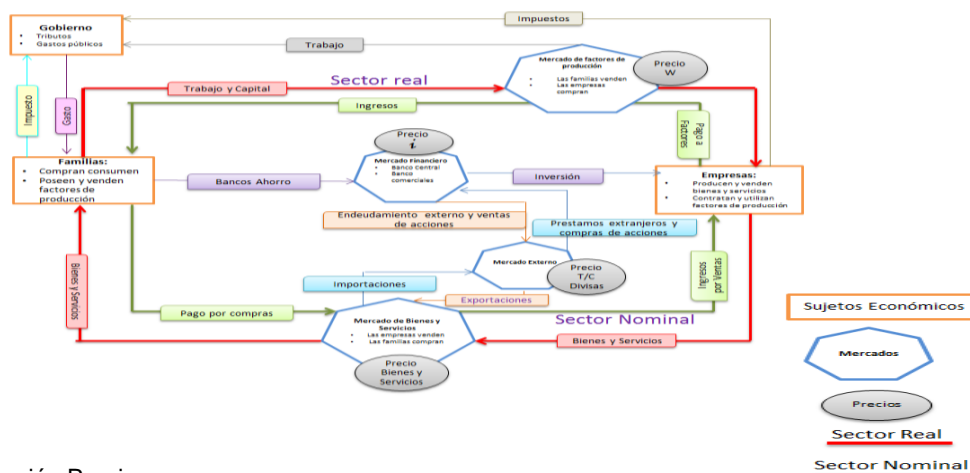 Impuestos
Gobierno
Tributos
Gastos públicos
Trabajo
Mercado de factores de
producción
Las familias venden
Las empresas
compran
Precio
W
Sector real
Trabajo y Capital
Ingresos
Impuesto
Gasto
Pago a
Factores
Precio
i
Familias:
Compran consumen
Poseen y venden
factores de
producción
Bancos Ahorro
Mercado Financiero
Banco Central
Banco
comerciales
Inversión
Empresas:
Producen y venden
bienes y servicios
Contratan y utilizan
factores de producción
Endeudamiento externo y ventas
de acciones
Prestamos extranjeros y
compras de acciones
Mercado Externo
Precio
T/C
Divisas
Importaciones
Exportaciones
Bienes y Servicios
Ingresos
por Ventas
Pago por compras
Mercado de Bienes y
Servicios
Las empresas venden
Las familias compran
Sector Nominal
Bienes y Servicios
Precio
Bienes y
Servicios
Sujetos Económicos
Mercados
Precios
Sector Real
Sector Nominal